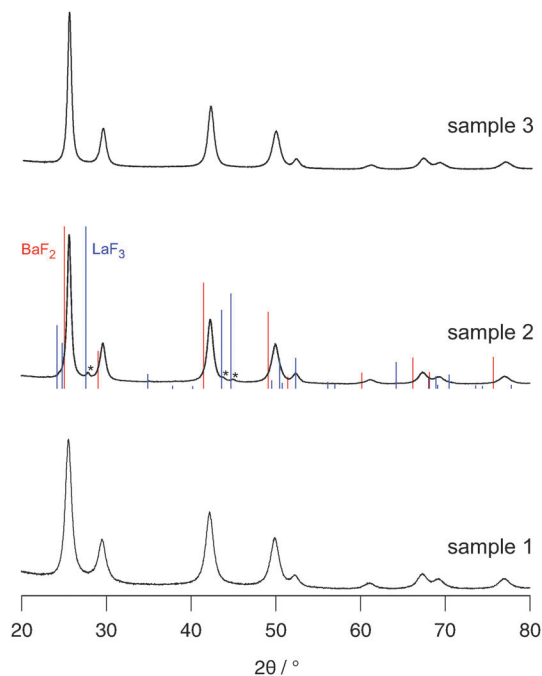 sample 3
BaF2 LaF3
sample 2
* * *
sample 1
20 30 40 50 60 70 80
2θ / °